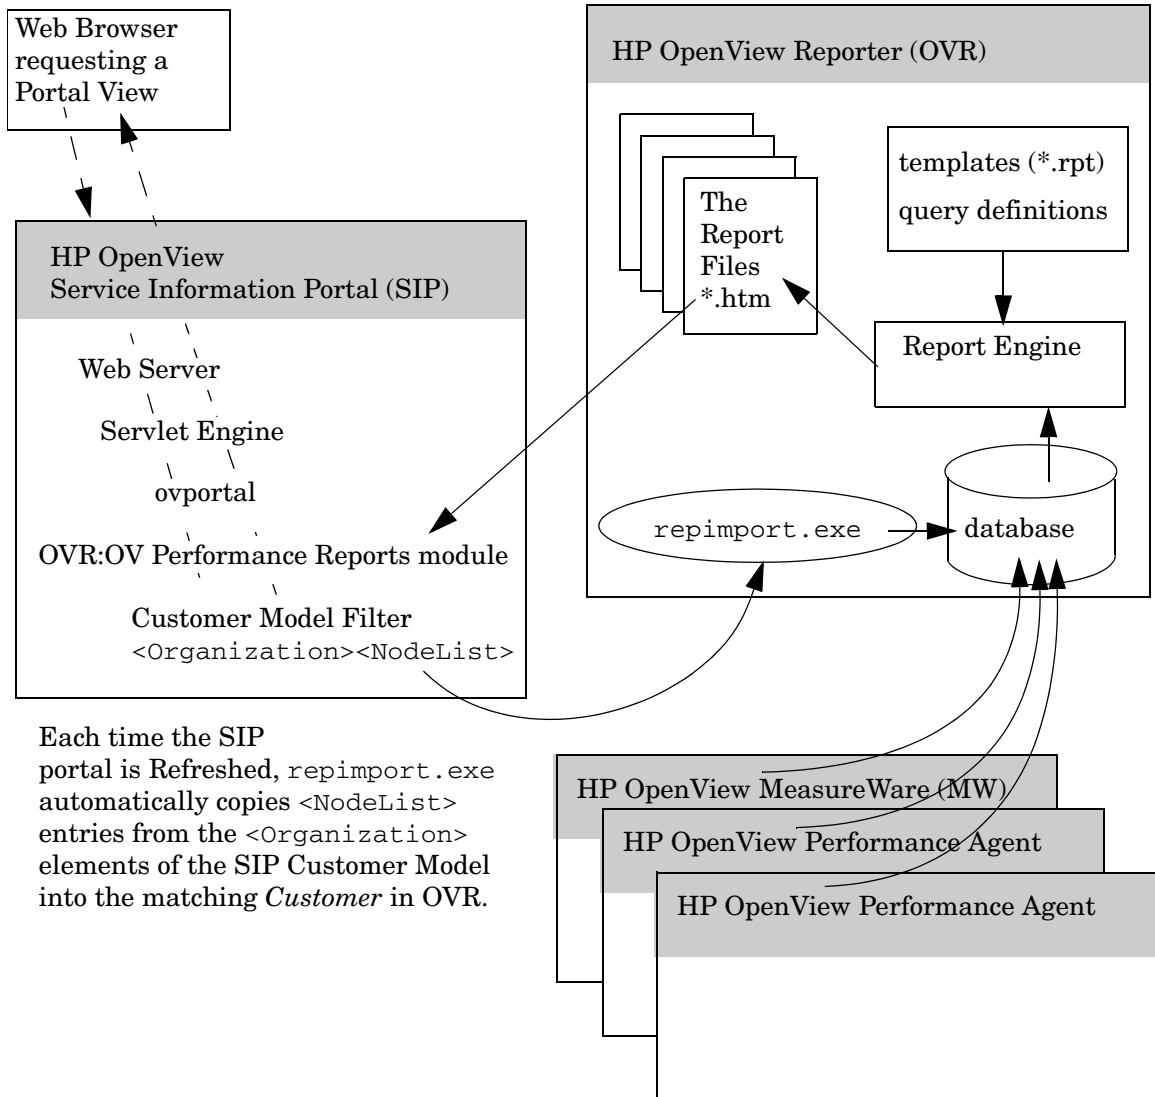 Web Browser
requesting a
Portal View
HP OpenView
Service Information Portal (SIP)
Web Server
Servlet Engine
ovportal
OVR:OV Performance Reports module
Customer Model Filter
<Organization><NodeList>
Each time the SIP
portal is Refreshed, repimport.exe
automatically copies <NodeList>
entries from the <Organization>
elements of the SIP Customer Model
into the matching Customer in OVR.
HP OpenView Reporter (OVR)
The
Report
Files
*.htm
templates (*.rpt)
query definitions
Report Engine
repimport.exe
database
HP OpenView MeasureWare (MW)
HP OpenView Performance Agent
HP OpenView Performance Agent